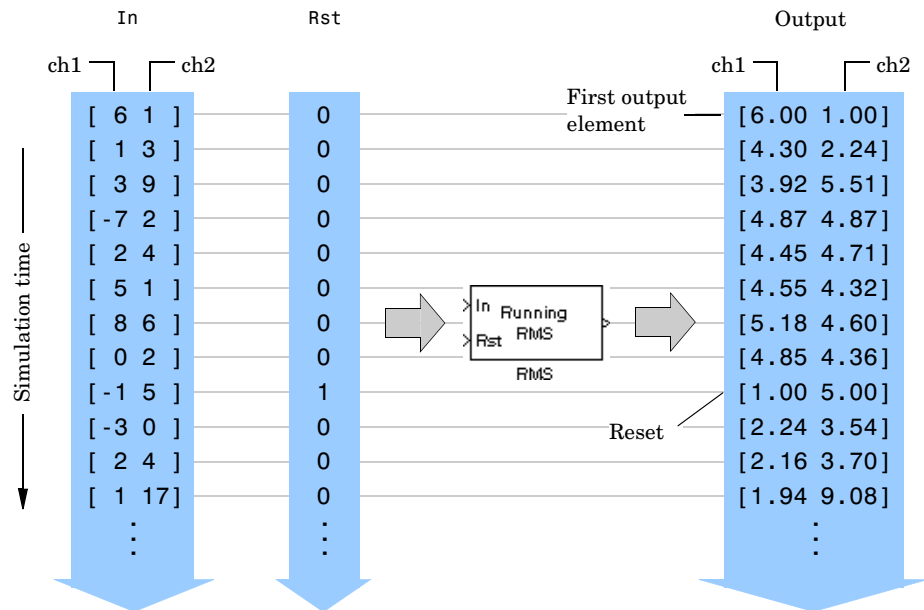 In Rst Output
ch1 ch2 ch1 ch2
First output
element
[ 6 1 ] 0 [6.00 1.00]
[ 1 3 ] 0 [4.30 2.24]
[ 3 9 ] 0 [3.92 5.51]
[-7 2 ] 0 [4.87 4.87]
[ 2 4 ] 0 [4.45 4.71]
[ 5 1 ] 0 [4.55 4.32]
[ 8 6 ] 0 [5.18 4.60]
[ 0 2 ] 0 [4.85 4.36]
[-1 5 ] 1 [1.00 5.00]
[-3 0 ] 0 [2.24 3.54]
[ 2 4 ] 0 [2.16 3.70]
[ 1 17] 0 [1.94 9.08]
Simulation time
In Running
RMS
Rst
RMS
Reset